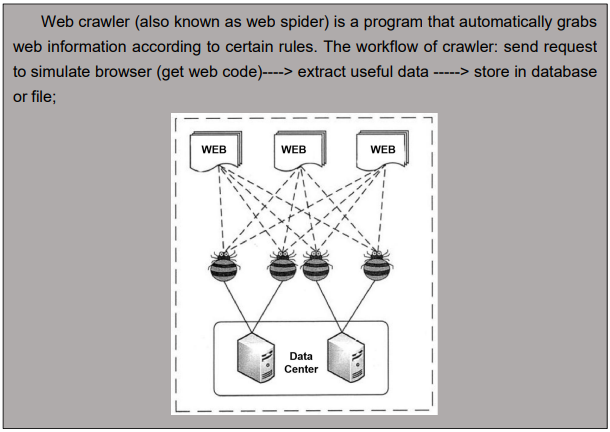 Web crawler (also known as web spider) is a program that automatically grabs
web information according to certain rules. The workflow of crawler: send request
to simulate browser (get web code)----> extract useful data -----> store in database
or file;
WEB
WEB
WEB
Data
Center